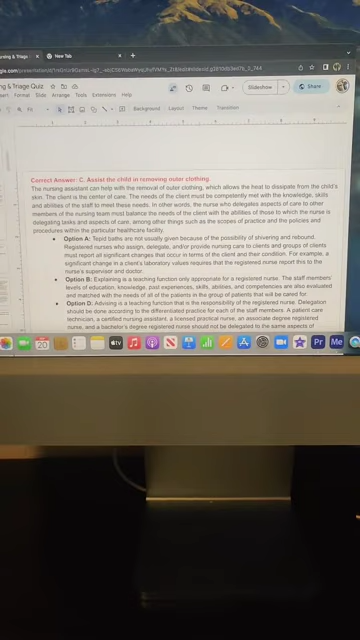 & Triage
New Tab
g & Triage Quiz
Slideshow
Share
Slide Arrange Tools Extensions Help
Fit
Background Layout Theme Transition
Correct Answer: C. Assist the child in removing outer clothing.
The nursing assistant can help with the removal of outer clothing, which allows the heat to dissipate from the child's
skin. The client is the center of care. The needs of the client must be competently met with the knowledge, skills
and abilities of the staff to meet these needs. In other words, the nurse who delegates aspects of care to other
members of the nursing team must balance the needs of the client with the abilities of those to which the nurse is
delegating tasks and aspects of care, among other things such as the scopes of practice and the policies and
procedures within the particular healthcare facility.
• Option A: Tepid baths are not usually given because of the possibility of shivering and rebound.
Registered nurses who assign, delegate, and/or provide nursing care to clients and groups of clients
must report all significant changes that occur in terms of the client and their condition. For example, a
significant change in a client's laboratory values requires that the registered nurse report this to the
nurse's supervisor and doctor.
• Option B: Explaining is a teaching function only appropriate for a registered nurse. The staff members'
levels of education, knowledge, past experiences, skills, abilities, and competencies are also evaluated
and matched with the needs of all of the patients in the group of patients that will be cared for.
• Option D: Advising is a teaching function that is the responsibility of the registered nurse. Delegation
should be done according to the differentiated practice for each of the staff members. A patient care
technician, a certified nursing assistant, a licensed practical nurse, an associate degree registered
nurse, and a bachelor's degree registered nurse should not be delegated to the same aspects of
tv
Pr
Me